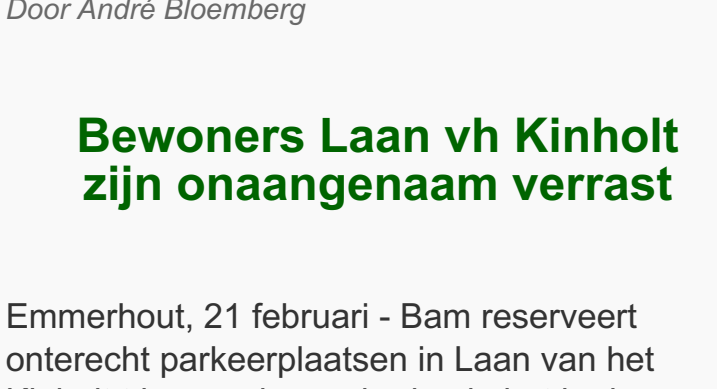 Door André Bloemberg
Bewoners Laan vh Kinholt
zijn onaangenaam verrast
Emmerhout, 21 februari - Bam reserveert
onterecht parkeerplaatsen in Laan van het